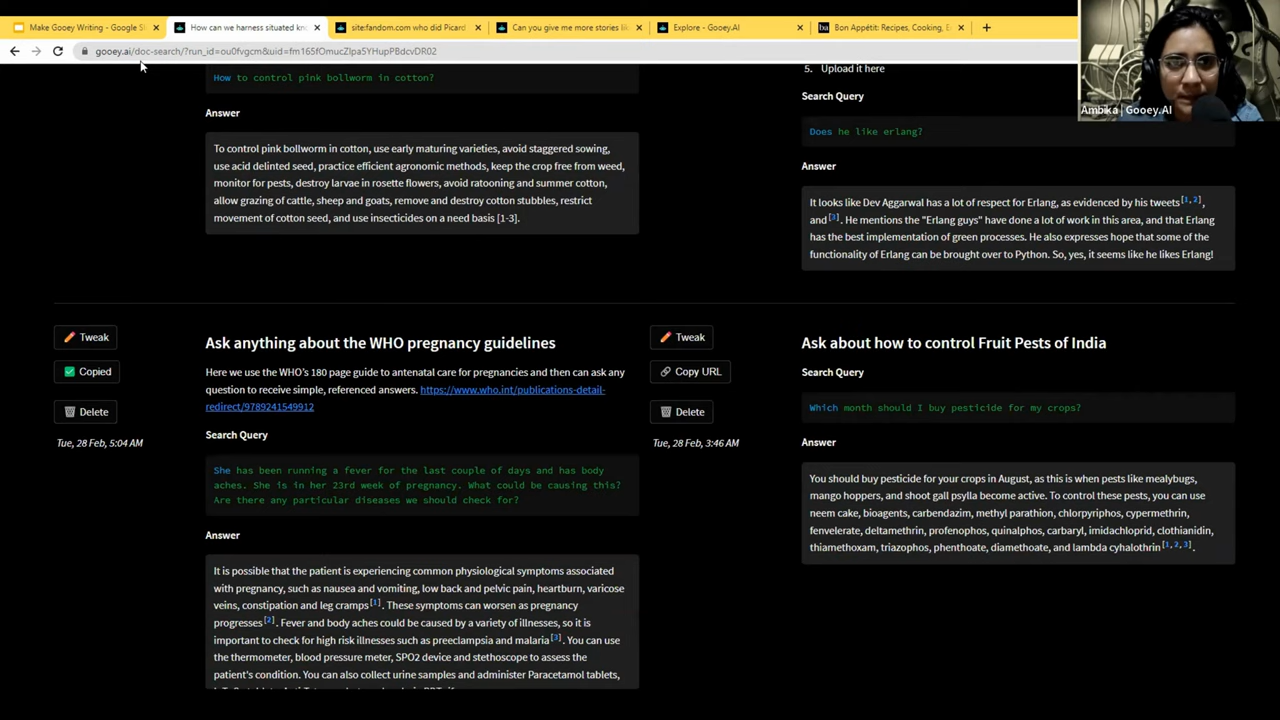 Make Gooey Writing - Google Sl
How can we harness situated kno
site:fandom.com who did Picard
Can you give me more stories lik
Explore - Gooey.AI
Bon Appétit: Recipes, Cooking, E
gooey.ai/doc-search/?run_id=ou0fvgcm&uid=fm165fOmucZlpa5YHupPBdcvDR02
Ambika | Gooey.AI
How to control pink bollworm in cotton?
Answer
To control pink bollworm in cotton, use early maturing varieties, avoid staggered sowing,
use acid delinted seed, practice efficient agronomic methods, keep the crop free from weed,
monitor for pests, destroy larvae in rosette flowers, avoid ratooning and summer cotton,
allow grazing of cattle, sheep and goats, remove and destroy cotton stubbles, restrict
movement of cotton seed, and use insecticides on a need basis [1-3].
5. Upload it here
Search Query
Does he like erlang?
Answer
It looks like Dev Aggarwal has a lot of respect for Erlang, as evidenced by his tweets[1,2],
and[3]. He mentions the "Erlang guys" have done a lot of work in this area, and that Erlang
has the best implementation of green processes. He also expresses hope that some of the
functionality of Erlang can be brought over to Python. So, yes, it seems like he likes Erlang!
Tweak
Copied
Delete
Tue, 28 Feb, 5:04 AM
Ask anything about the WHO pregnancy guidelines
Here we use the WHO's 180 page guide to antenatal care for pregnancies and then can ask any
question to receive simple, referenced answers. https://www.who.int/publications-detail-
redirect/9789241549912
Search Query
She has been running a fever for the last couple of days and has body
aches. She is in her 23rd week of pregnancy. What could be causing this?
Are there any particular diseases we should check for?
Answer
It is possible that the patient is experiencing common physiological symptoms associated
with pregnancy, such as nausea and vomiting, low back and pelvic pain, heartburn, varicose
veins, constipation and leg cramps[1]. These symptoms can worsen as pregnancy
progresses[2]. Fever and body aches could be caused by a variety of illnesses, so it is
important to check for high risk illnesses such as preeclampsia and malaria[3]. You can use
the thermometer, blood pressure meter, SPO2 device and stethoscope to assess the
patient's condition. You can also collect urine samples and administer Paracetamol tablets,
Tweak
Copy URL
Delete
Tue, 28 Feb, 3:46 AM
Ask about how to control Fruit Pests of India
Search Query
Which month should I buy pesticide for my crops?
Answer
You should buy pesticide for your crops in August, as this is when pests like mealybugs,
mango hoppers, and shoot gall psylla become active. To control these pests, you can use
neem cake, bioagents, carbendazim, methyl parathion, chlorpyriphos, cypermethrin,
fenvelerate, deltamethrin, profenophos, quinalphos, carbaryl, imidachloprid, clothianidin,
thiamethoxam, triazophos, phenthoate, diamethoate, and lambda cyhalothrin[1,2,3].